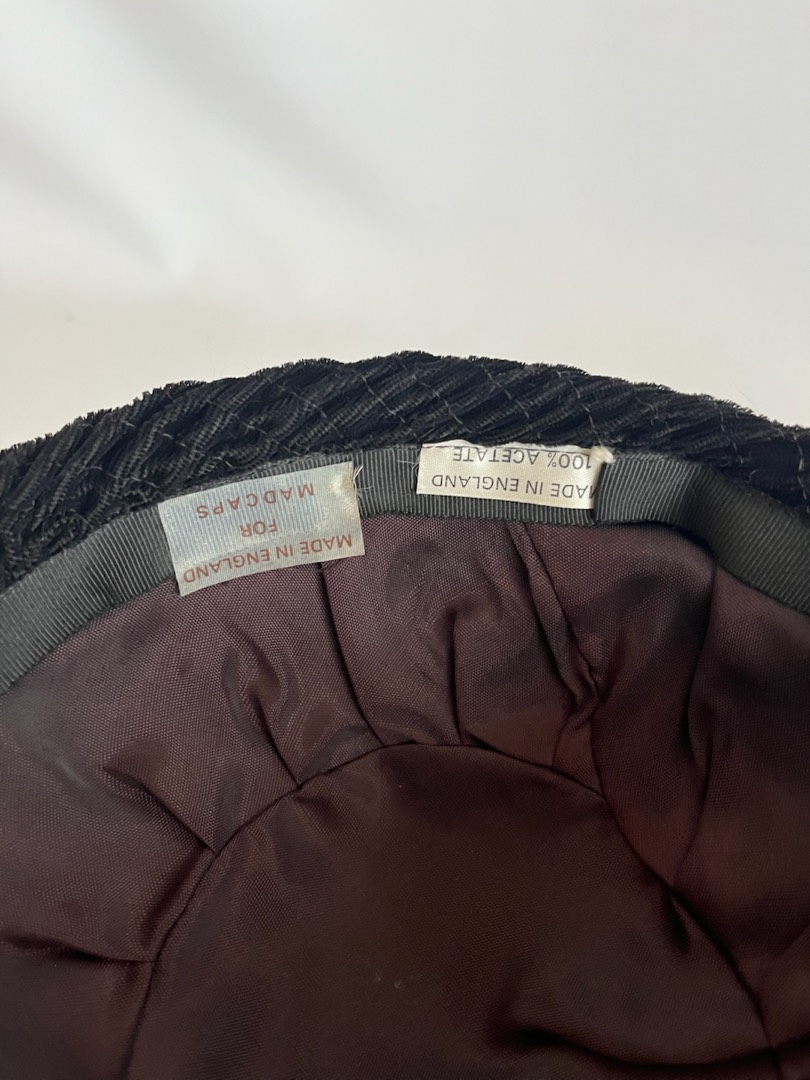 MADE IN ENGLAND
FOR
MADCAPS
MADE IN ENGLAND
100% ACETATE